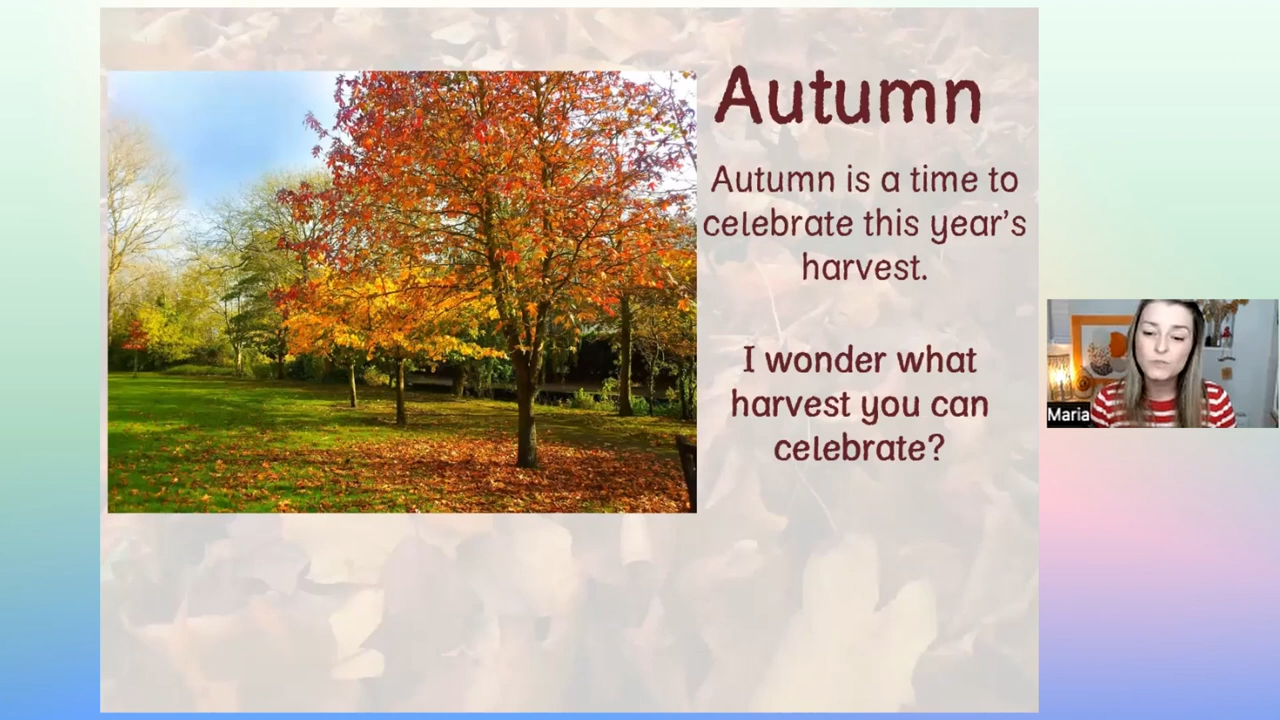 Autumn
Autumn is a time to
celebrate this year's
harvest.
I wonder what
harvest you can
celebrate?
Maria